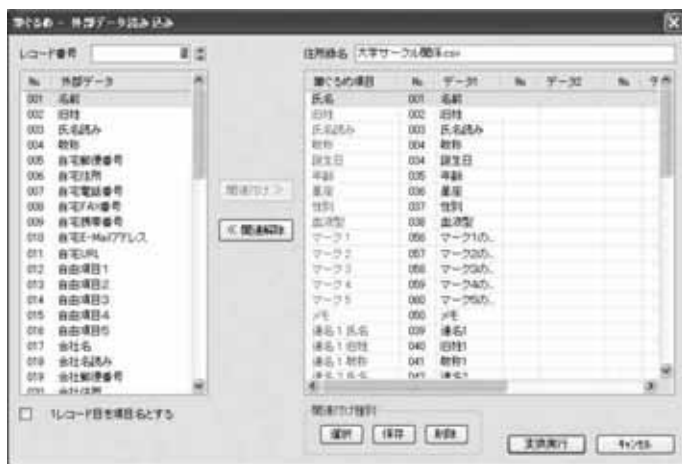 筆ぐるめ - 外部データ読み込み
レコード番号
住所録名 大学サークル関係.csv
№ 外部データ
001 名前
002 旧姓
003 氏名読み
004 敬称
005 自宅郵便番号
006 自宅住所
007 自宅電話番号
008 自宅FAX番号
009 自宅携帯番号
010 自宅E-Mailアドレス
011 自宅URL
012 自由項目1
013 自由項目2
014 自由項目3
015 自由項目4
016 自由項目5
017 会社名
018 会社名読み
019 会社郵便番号
020 会社住所
関連付け >
≪ 関連解除
筆ぐるめ項目 № データ1 № データ2 № デ
氏名 001 名前
旧姓 002 旧姓
氏名読み 003 氏名読み
敬称 004 敬称
誕生日 034 誕生日
年齢 035 年齢
星座 036 星座
性別 037 性別
血液型 038 血液型
マーク1 056 マーク1の..
マーク2 057 マーク2の..
マーク3 058 マーク3の..
マーク4 059 マーク4の..
マーク5 060 マーク5の..
メモ 050 メモ
連名1氏名 039 連名1
連名1旧姓 040 旧姓1
連名1敬称 041 敬称1
1レコード目を項目名とする
関連付け種別
選択 保存 削除
変換実行 キャンセル